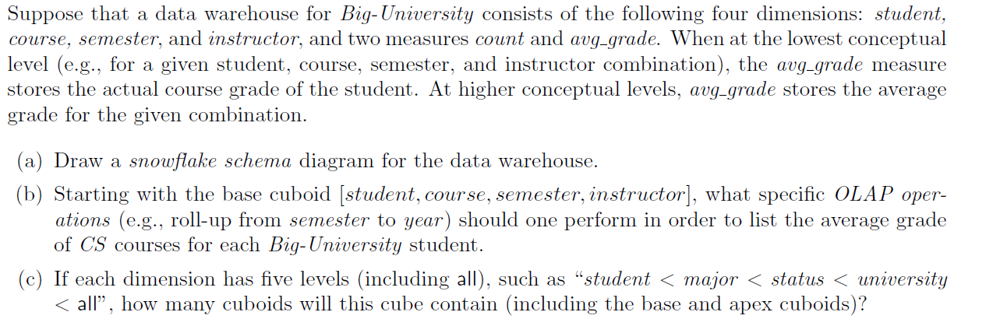 Suppose that a data warehouse for Big-University consists of the following four dimensions: student,
course, semester, and instructor, and two measures count and avg_grade. When at the lowest conceptual
level (e.g., for a given student, course, semester, and instructor combination), the avg_grade measure
stores the actual course grade of the student. At higher conceptual levels, avg_grade stores the average
grade for the given combination.
(a) Draw a snowflake schema diagram for the data warehouse.
(b) Starting with the base cuboid [student, course, semester, instructor], what specific OLAP oper-
ations (e.g., roll-up from semester to year) should one perform in order to list the average grade
of CS courses for each Big-University student.
(c) If each dimension has five levels (including all), such as “student < major < status < university
< all”, how many cuboids will this cube contain (including the base and apex cuboids)?